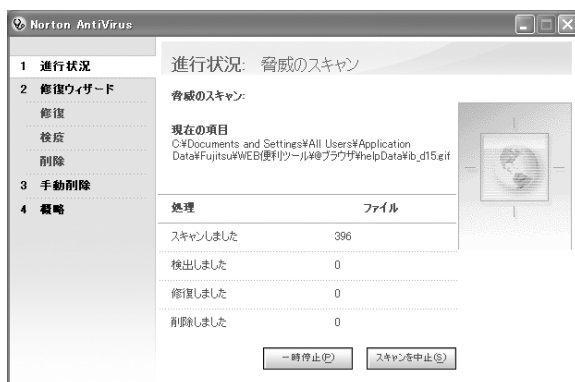 Norton AntiVirus
1 進行状況
2 修復ウィザード
修復
検疫
削除
3 手動削除
4 概略
進行状況: 脅威のスキャン
脅威のスキャン:
現在の項目
C:¥Documents and Settings¥All Users¥Application
Data¥Fujitsu¥WEB便利ツール¥@ブラウザ¥helpData¥ib_d15.gif
処理 ファイル
スキャンしました 396
検出しました 0
修復しました 0
削除しました 0
一時停止(P) スキャンを中止(S)